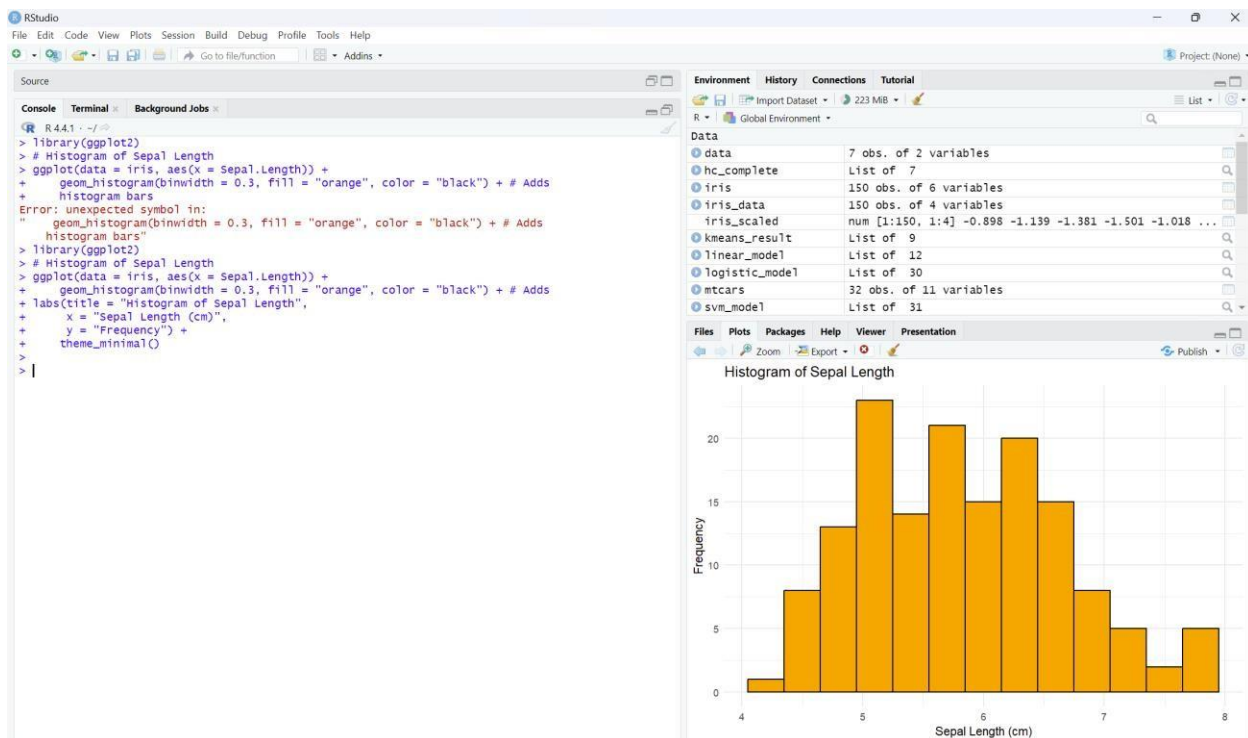 RStudio
File Edit Code View Plots Session Build Debug Profile Tools Help
Go to file/function Addins Project: (None)
Source
Console Terminal Background Jobs
R 4.4.1 · ~/
> library(ggplot2)
> # Histogram of Sepal Length
> ggplot(data = iris, aes(x = Sepal.Length)) +
+     geom_histogram(binwidth = 0.3, fill = "orange", color = "black") + # Adds
+     histogram bars
Error: unexpected symbol in:
"    geom_histogram(binwidth = 0.3, fill = "orange", color = "black") + # Adds
    histogram bars"
> library(ggplot2)
> # Histogram of Sepal Length
> ggplot(data = iris, aes(x = Sepal.Length)) +
+     geom_histogram(binwidth = 0.3, fill = "orange", color = "black") + # Adds
+ labs(title = "Histogram of Sepal Length",
+      x = "Sepal Length (cm)",
+      y = "Frequency") +
+     theme_minimal()
>
>
Environment History Connections Tutorial
Import Dataset 223 MiB List
R Global Environment
Data
data 7 obs. of 2 variables
hc_complete List of 7
iris 150 obs. of 6 variables
iris_data 150 obs. of 4 variables
iris_scaled num [1:150, 1:4] -0.898 -1.139 -1.381 -1.501 -1.018 ...
kmeans_result List of 9
linear_model List of 12
logistic_model List of 30
mtcars 32 obs. of 11 variables
svm_model List of 31
Files Plots Packages Help Viewer Presentation
Zoom Export Publish
Histogram of Sepal Length
20
15
10
5
0
Frequency
4 5 6 7 8
Sepal Length (cm)